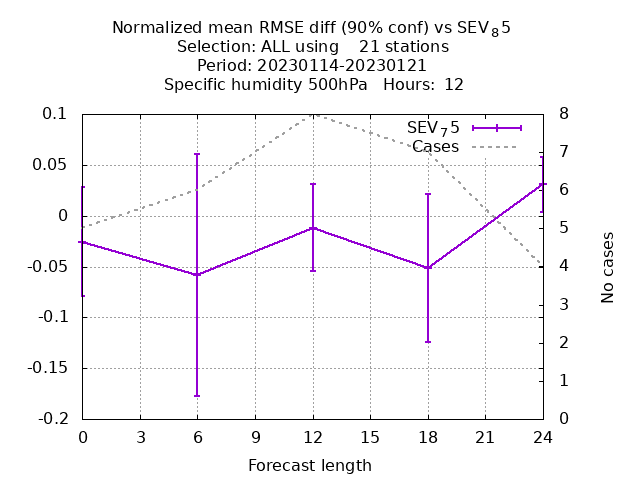 Normalized mean RMSE diff (90% conf) vs SEV₈5
Selection: ALL using    21 stations
Period: 20230114-20230121
Specific humidity 500hPa   Hours:  12
0.1
0.05
0
-0.05
-0.1
-0.15
-0.2
SEV₇5
Cases
8
7
6
5
4
3
2
1
0
No cases
0 3 6 9 12 15 18 21 24
Forecast length